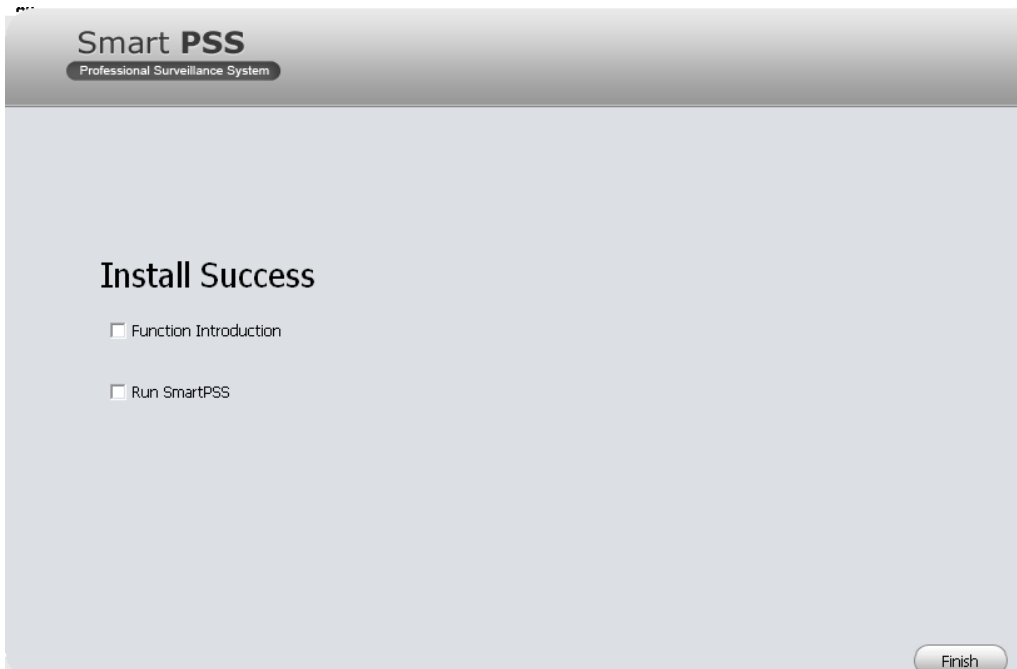 Smart PSS
Professional Surveillance System
Install Success
Function Introduction
Run SmartPSS
Finish